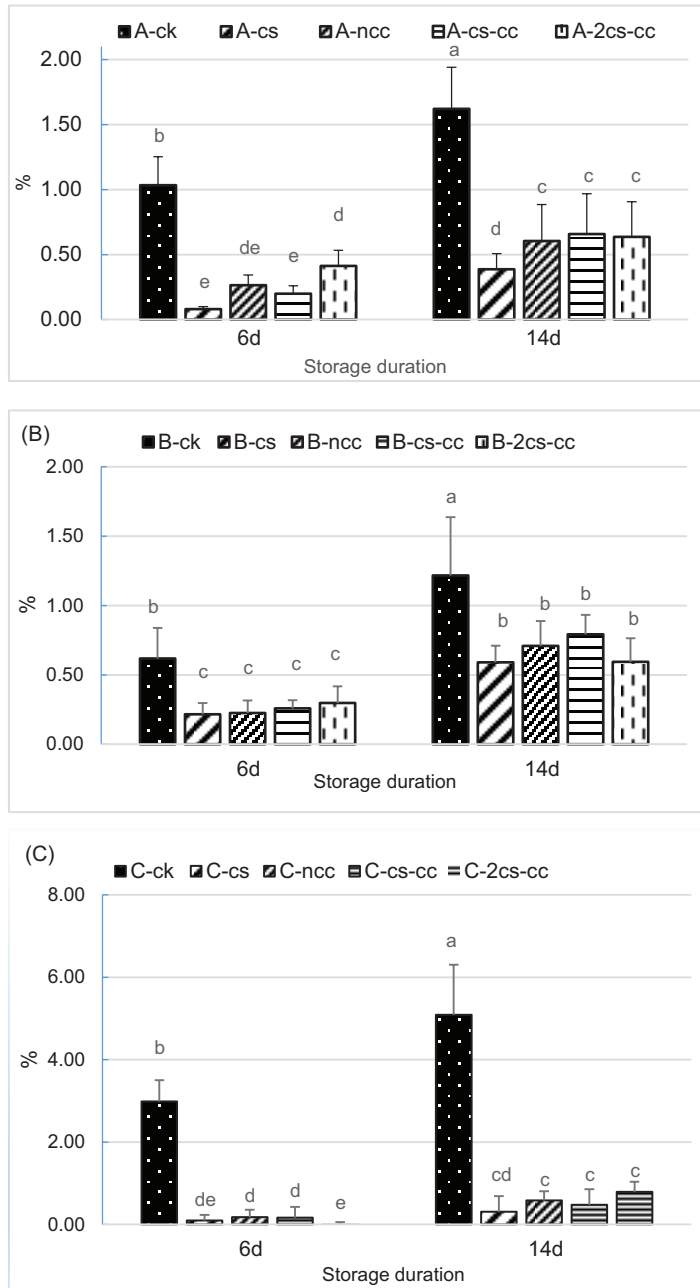 A-ck A-cs A-ncc A-cs-cc A-2cs-cc
2.00
1.50
1.00
0.50
0.00
%
b e de e d a d c c c
6d 14d
Storage duration
(B)
B-ck B-cs B-ncc B-cs-cc B-2cs-cc
2.00
1.50
1.00
0.50
0.00
%
b c c c c a b b b b
6d 14d
Storage duration
(C)
C-ck C-cs C-ncc C-cs-cc C-2cs-cc
8.00
6.00
4.00
2.00
0.00
%
b de d d e a cd c c c
6d 14d
Storage duration